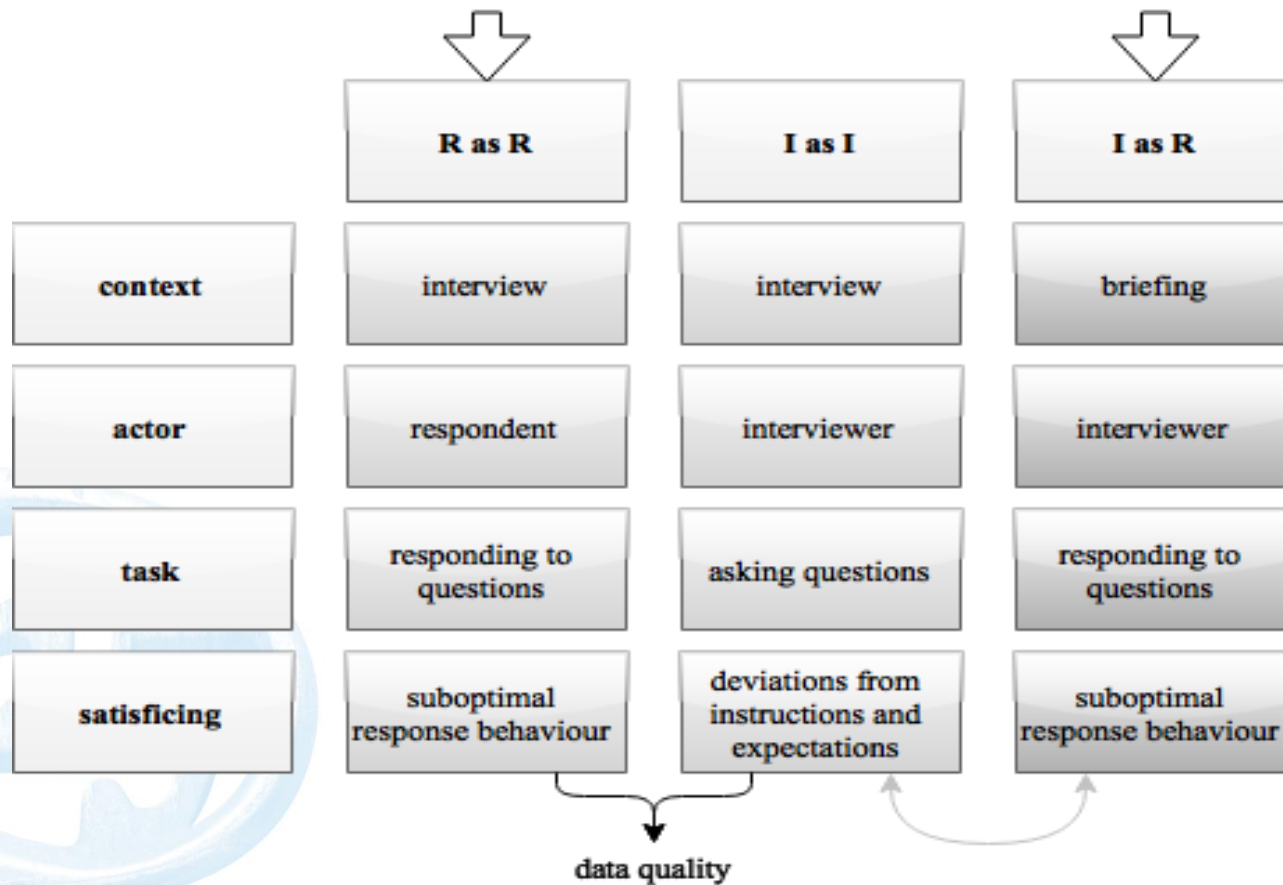 R as R
I as I
I as R
context
interview
interview
briefing
actor
respondent
interviewer
interviewer
task
responding to
questions
asking questions
responding to
questions
satisficing
suboptimal
response behaviour
deviations from
instructions and
expectations
suboptimal
response behaviour
data quality